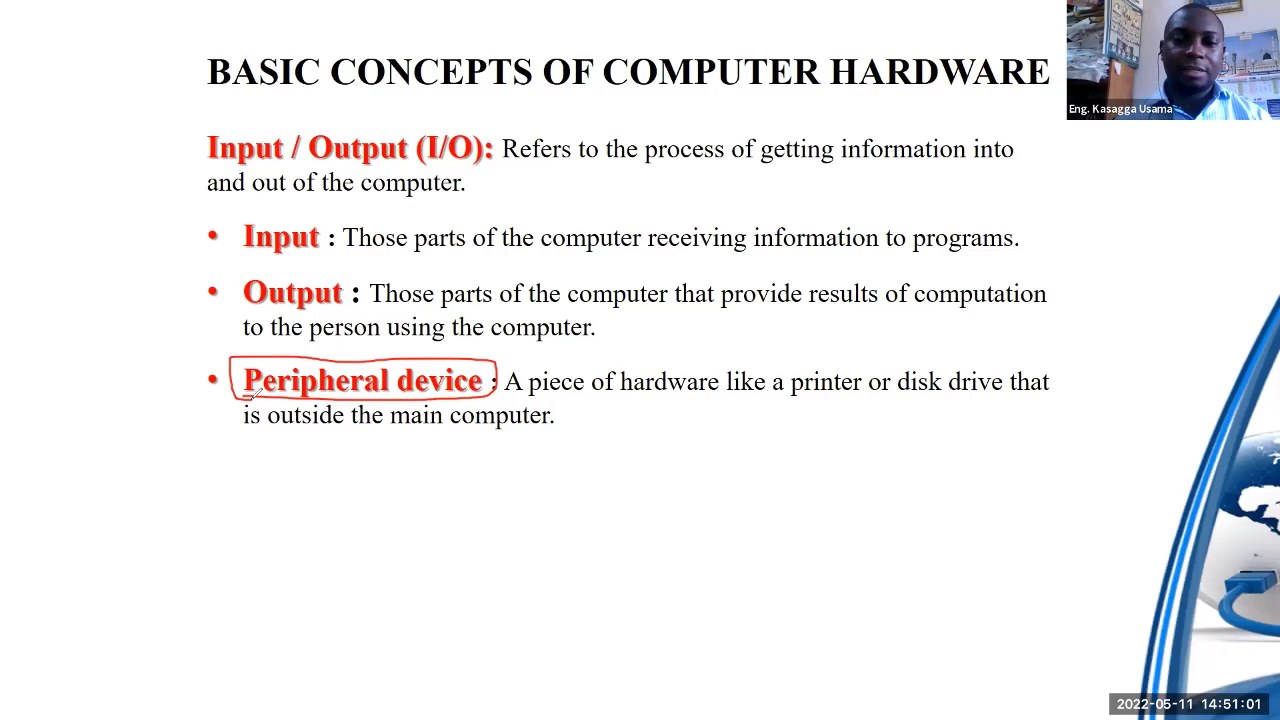 BASIC CONCEPTS OF COMPUTER HARDWARE
Eng. Kasagga Usama
Input / Output (I/O): Refers to the process of getting information into
and out of the computer.
• Input : Those parts of the computer receiving information to programs.
• Output : Those parts of the computer that provide results of computation
to the person using the computer.
• Peripheral device : A piece of hardware like a printer or disk drive that
is outside the main computer.
2022-05-11 14:51:01